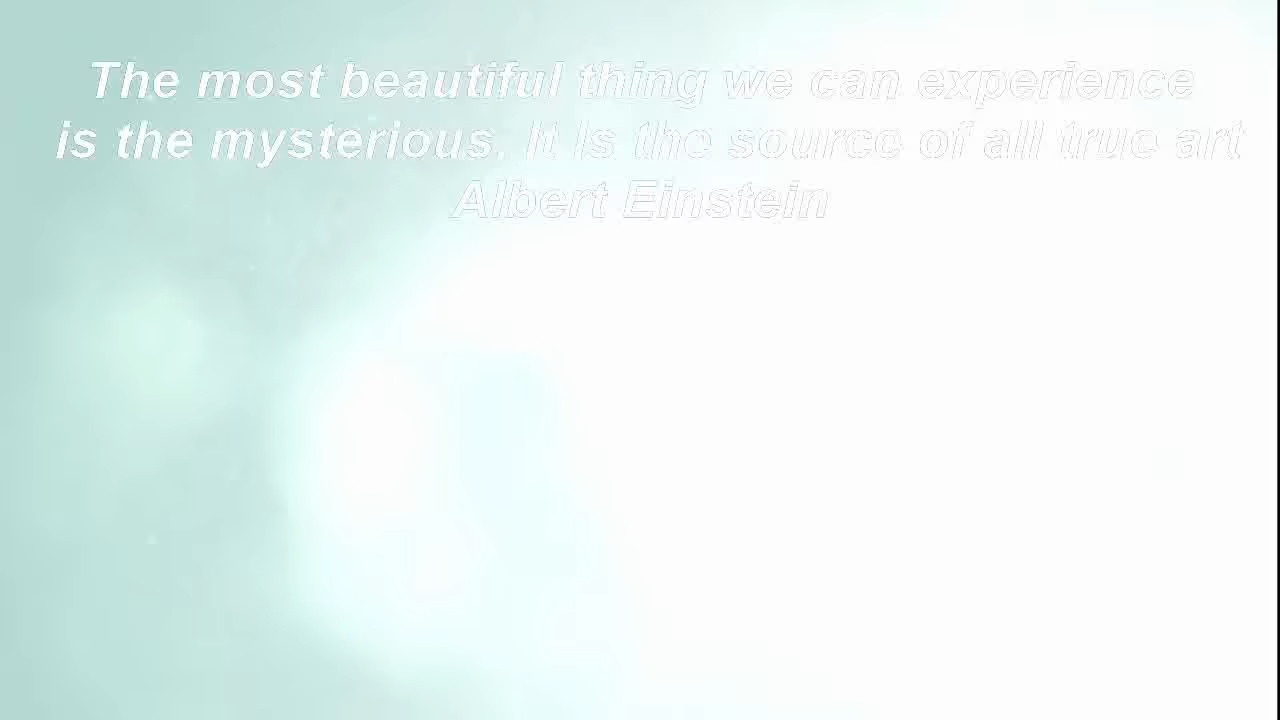 The most beautiful thing we can experience
is the mysterious. It is the source of all true art
Albert Einstein